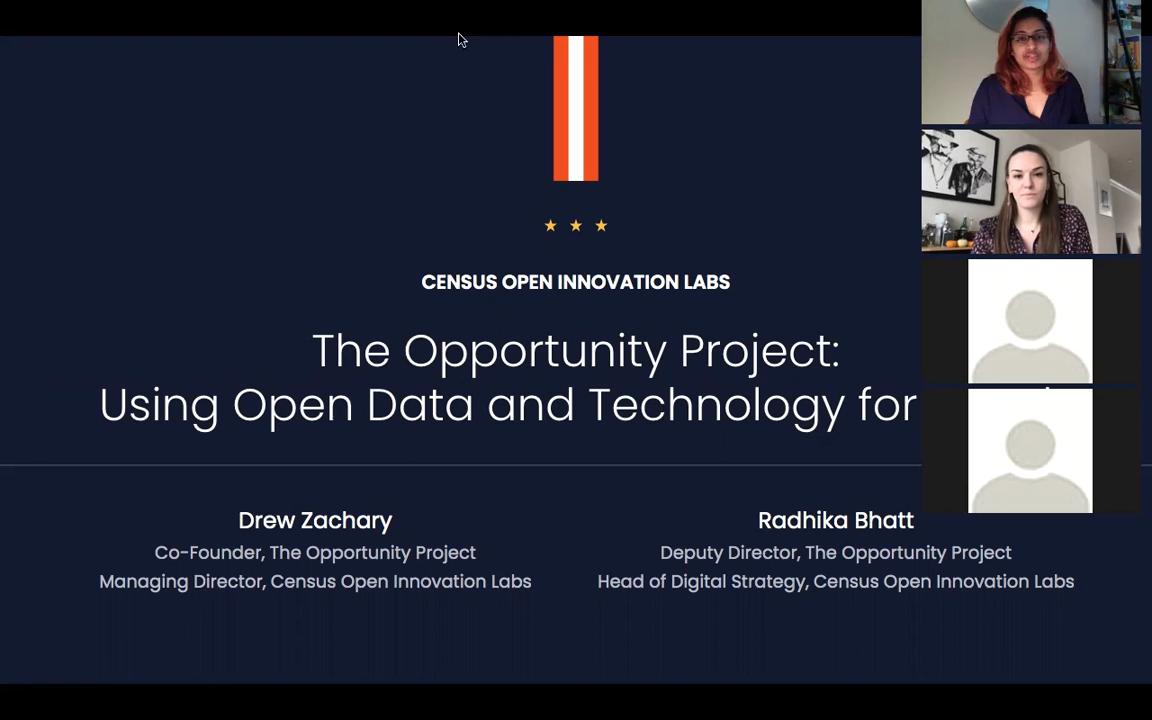 CENSUS OPEN INNOVATION LABS
The Opportunity Project:
Using Open Data and Technology for
Drew Zachary
Co-Founder, The Opportunity Project
Managing Director, Census Open Innovation Labs
Radhika Bhatt
Deputy Director, The Opportunity Project
Head of Digital Strategy, Census Open Innovation Labs